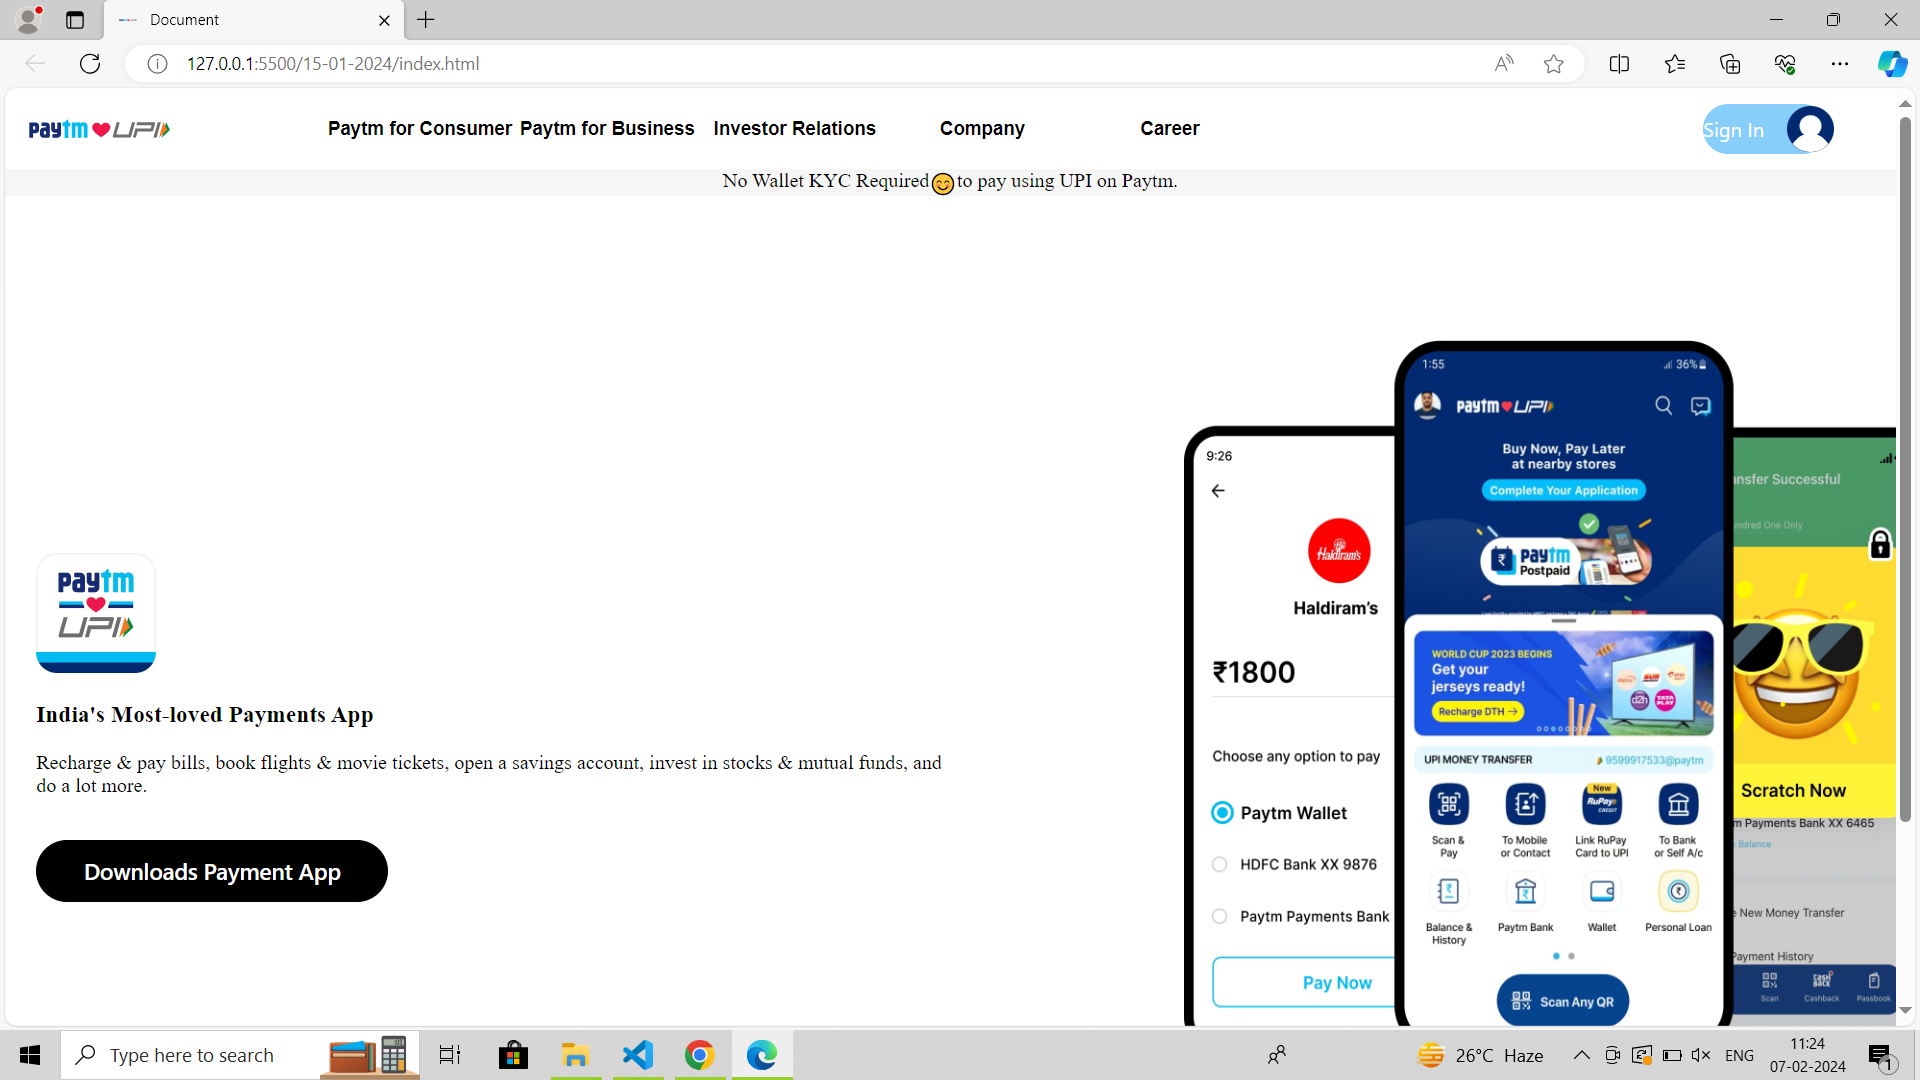 Document
127.0.0.1:5500/15-01-2024/index.html
paytm UPI
Paytm for Consumer Paytm for Business Investor Relations Company Career
Sign In
No Wallet KYC Required😊to pay using UPI on Paytm.
paytm
UPI
India's Most-loved Payments App
Recharge & pay bills, book flights & movie tickets, open a savings account, invest in stocks & mutual funds, and
do a lot more.
Downloads Payment App
9:26
Haldiram's
Haldiram's
₹1800
Choose any option to pay
Paytm Wallet
HDFC Bank XX 9876
Paytm Payments Bank
Pay Now
1:55
36%
paytm UPI
Buy Now, Pay Later
at nearby stores
Complete Your Application
paytm
Postpaid
WORLD CUP 2023 BEGINS
Get your
jerseys ready!
Recharge DTH →
SUN
d2h
TATA PLAY
UPI MONEY TRANSFER
9599917533@paytm
New
RuPay
CREDIT
Scan &
Pay
To Mobile
or Contact
Link RuPay
Card to UPI
To Bank
or Self A/c
Balance &
History
Paytm Bank
Wallet
Personal Loan
Scan Any QR
nsfer Successful
ndred One Only
Scratch Now
m Payments Bank XX 6465
Balance
New Money Transfer
Payment History
CASH
BACK
Scan
Cashback
Passbook
Type here to search
26°C Haze
ENG
11:24
07-02-2024
1